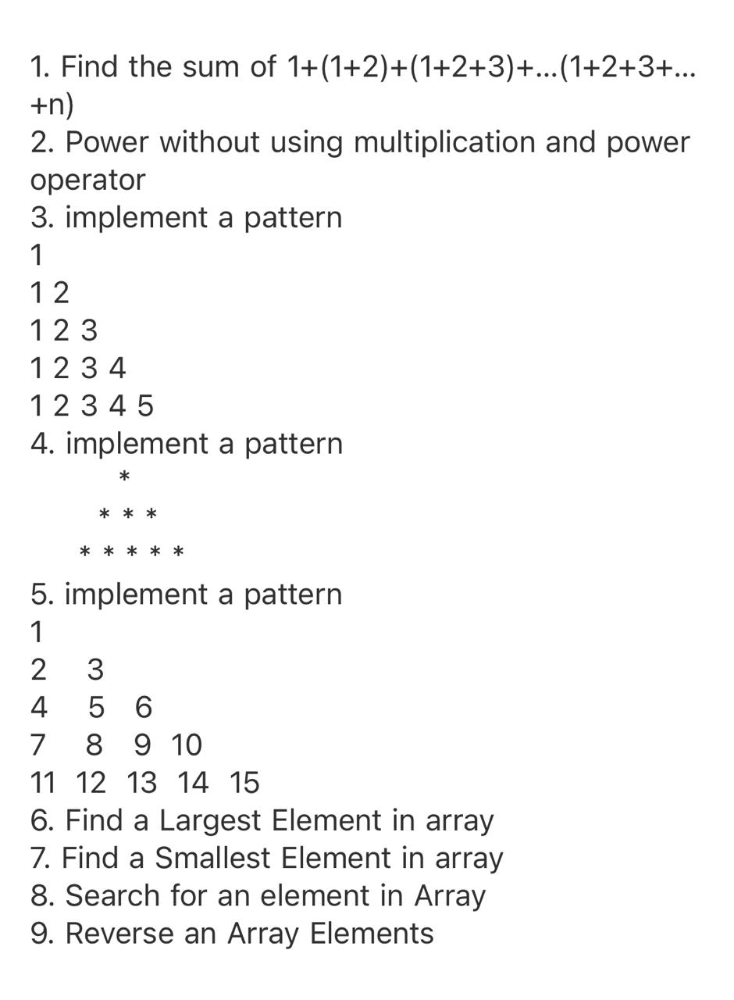 1. Find the sum of 1+(1+2)+(1+2+3)+...(1+2+3+...
+n)
2. Power without using multiplication and power
operator
3. implement a pattern
1
1 2
1 2 3
1 2 3 4
1 2 3 4 5
4. implement a pattern
*
* * *
* * * * *
5. implement a pattern
1
2 3
4 5 6
7 8 9 10
11 12 13 14 15
6. Find a Largest Element in array
7. Find a Smallest Element in array
8. Search for an element in Array
9. Reverse an Array Elements